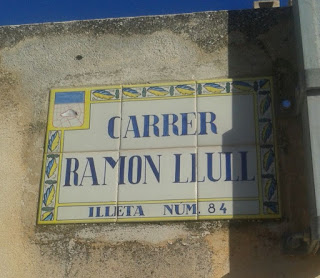 CARRER
RAMON LLULL
ILLETA NUM. 84